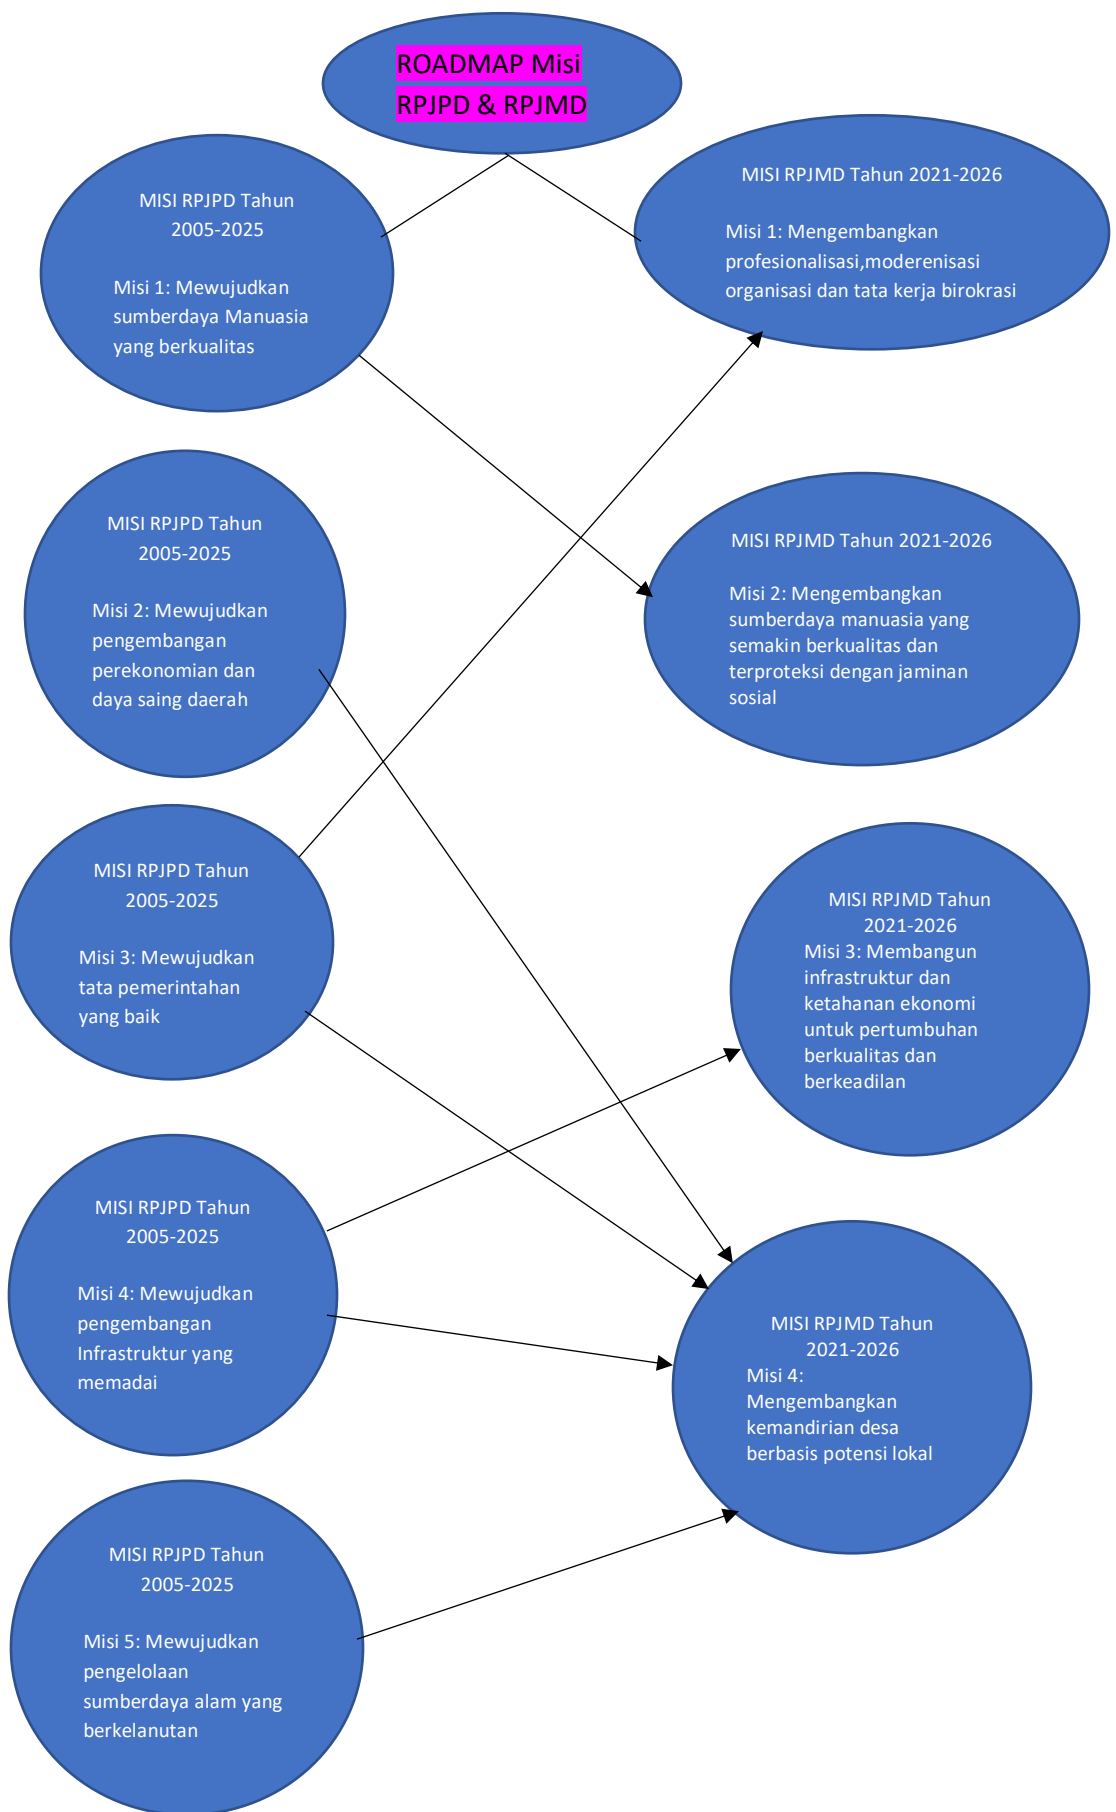 ROADMAP Misi
RPJPD & RPJMD
MISI RPJPD Tahun
2005-2025
Misi 1: Mewujudkan
sumberdaya Manuasia
yang berkualitas
MISI RPJMD Tahun 2021-2026
Misi 1: Mengembangkan
profesionalisasi,moderenisasi
organisasi dan tata kerja birokrasi
MISI RPJPD Tahun
2005-2025
Misi 2: Mewujudkan
pengembangan
perekonomian dan
daya saing daerah
MISI RPJMD Tahun 2021-2026
Misi 2: Mengembangkan
sumberdaya manuasia yang
semakin berkualitas dan
terproteksi dengan jaminan
sosial
MISI RPJPD Tahun
2005-2025
Misi 3: Mewujudkan
tata pemerintahan
yang baik
MISI RPJMD Tahun
2021-2026
Misi 3: Membangun
infrastruktur dan
ketahanan ekonomi
untuk pertumbuhan
berkualitas dan
berkeadilan
MISI RPJPD Tahun
2005-2025
Misi 4: Mewujudkan
pengembangan
Infrastruktur yang
memadai
MISI RPJMD Tahun
2021-2026
Misi 4:
Mengembangkan
kemandirian desa
berbasis potensi lokal
MISI RPJPD Tahun
2005-2025
Misi 5: Mewujudkan
pengelolaan
sumberdaya alam yang
berkelanutan